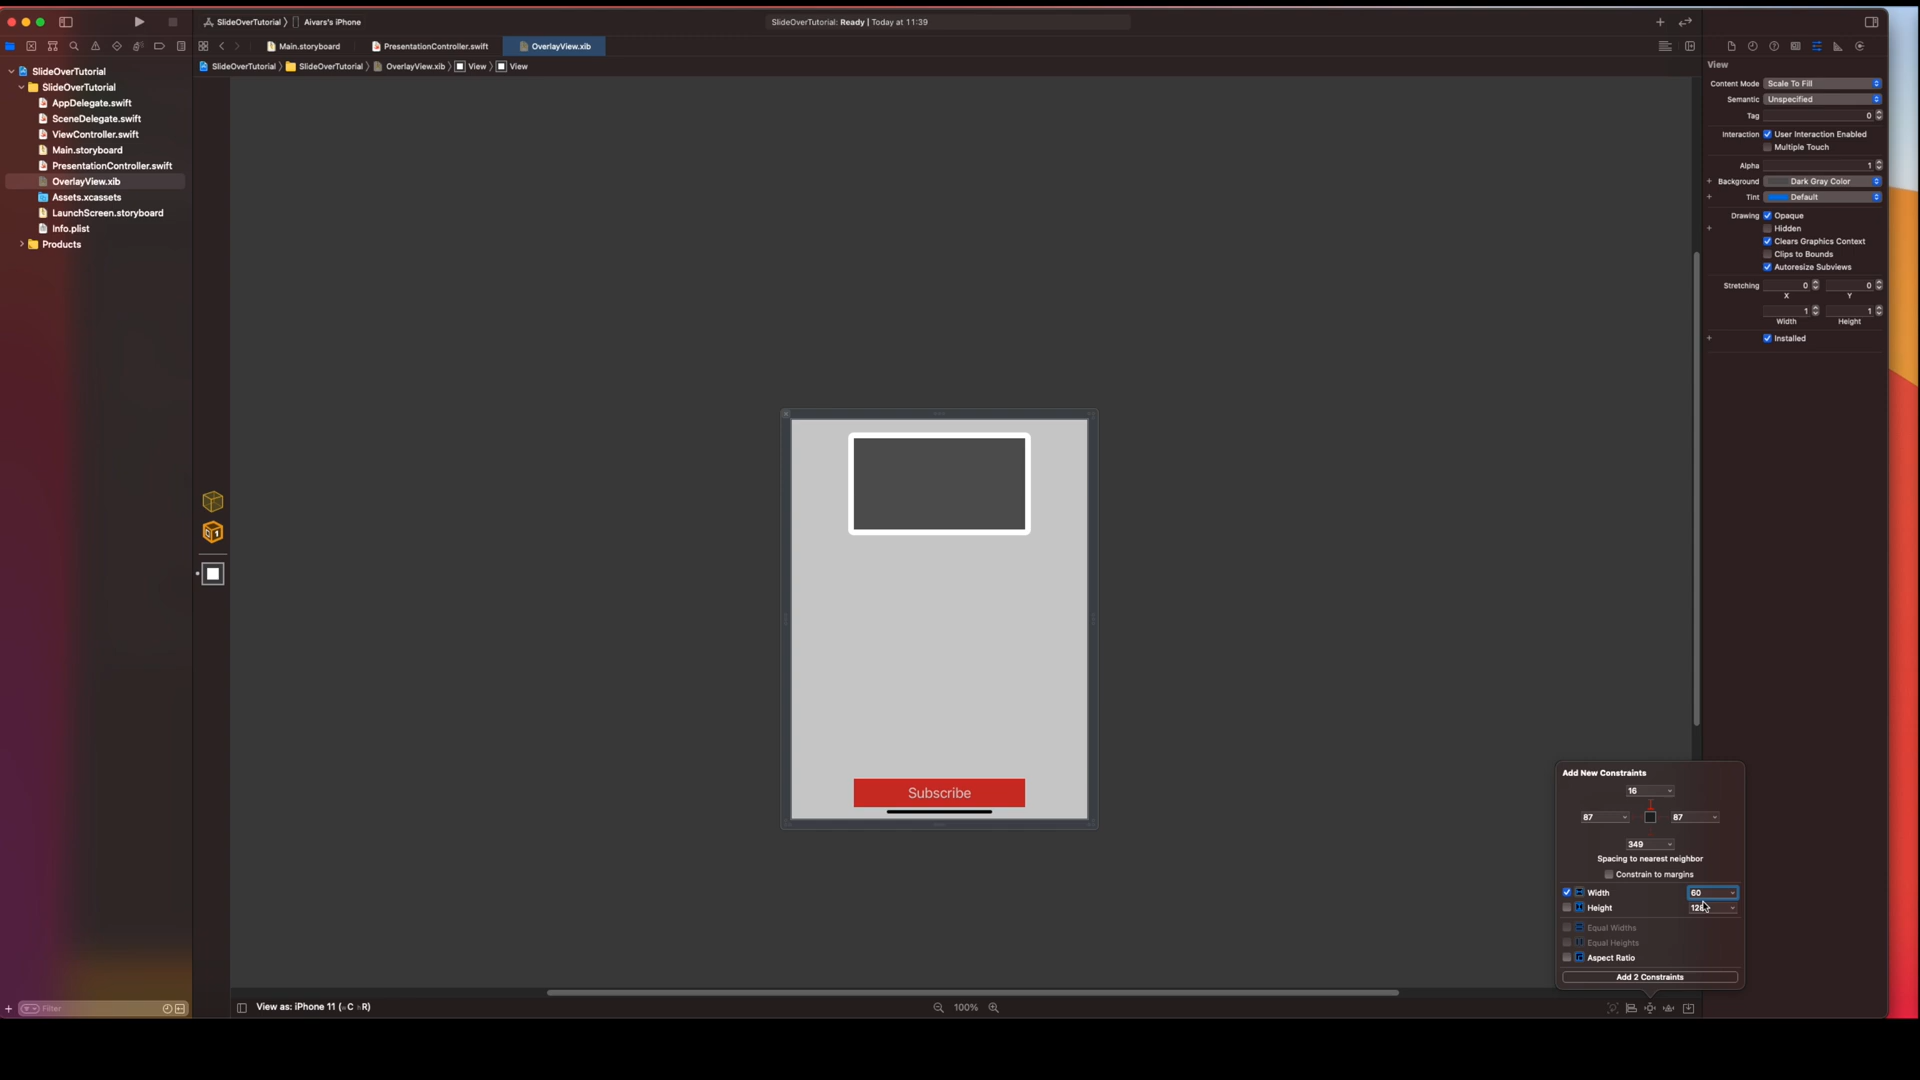 SlideOverTutorial
Aivars's iPhone
SlideOverTutorial: Ready | Today at 11:39
Main.storyboard
PresentationController.swift
OverlayView.xib
SlideOverTutorial
SlideOverTutorial
OverlayView.xib
View
View
SlideOverTutorial
SlideOverTutorial
AppDelegate.swift
SceneDelegate.swift
ViewController.swift
Main.storyboard
PresentationController.swift
OverlayView.xib
Assets.xcassets
LaunchScreen.storyboard
Info.plist
Products
Filter
Subscribe
View as: iPhone 11
100%
View
Content Mode Scale To Fill
Semantic Unspecified
Tag 0
Interaction User Interaction Enabled
Multiple Touch
Alpha 1
Background Dark Gray Color
Tint Default
Drawing Opaque
Hidden
Clears Graphics Context
Clips to Bounds
Autoresize Subviews
Stretching 0 0
X Y
1 1
Width Height
Installed
Add New Constraints
16
87 87
349
Spacing to nearest neighbor
Constrain to margins
Width 60
Height
Equal Widths
Equal Heights
Aspect Ratio
Add 2 Constraints